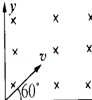 y
× × ×
× v × ×
× × ×
60°